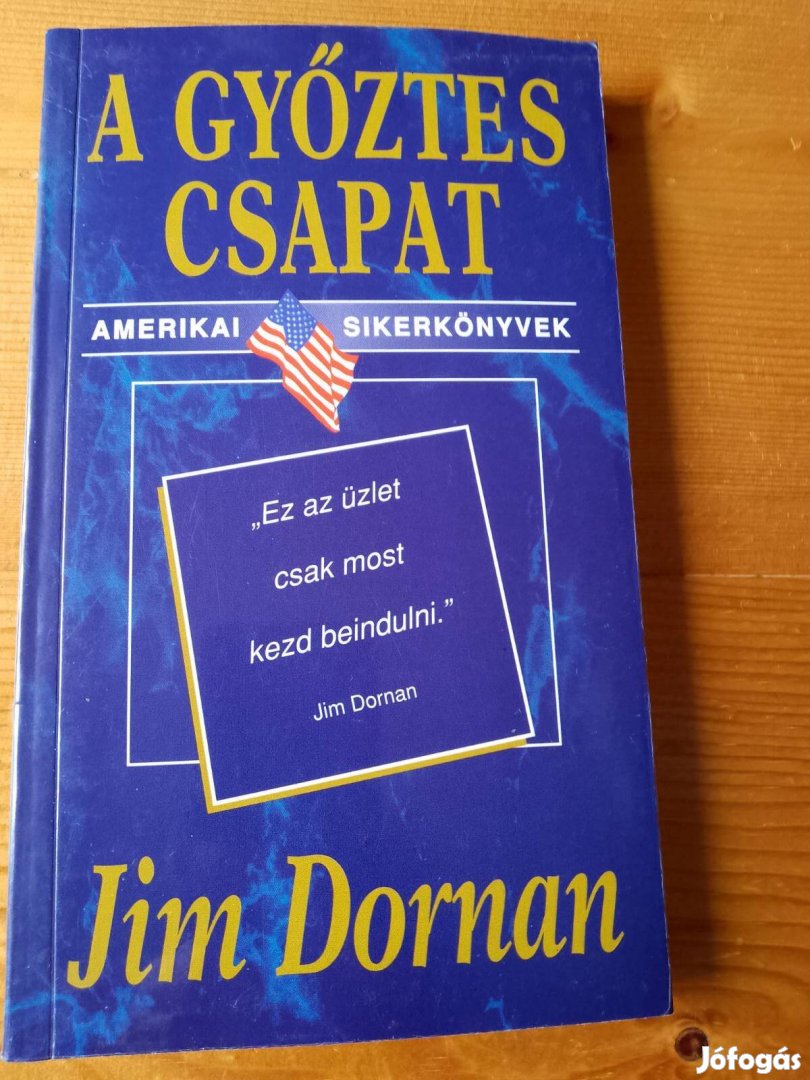 A GYŐZTES
CSAPAT
AMERIKAI SIKERKÖNYVEK
„Ez az üzlet
csak most
kezd beindulni.”
Jim Dornan
Jim Dornan
Jófogás